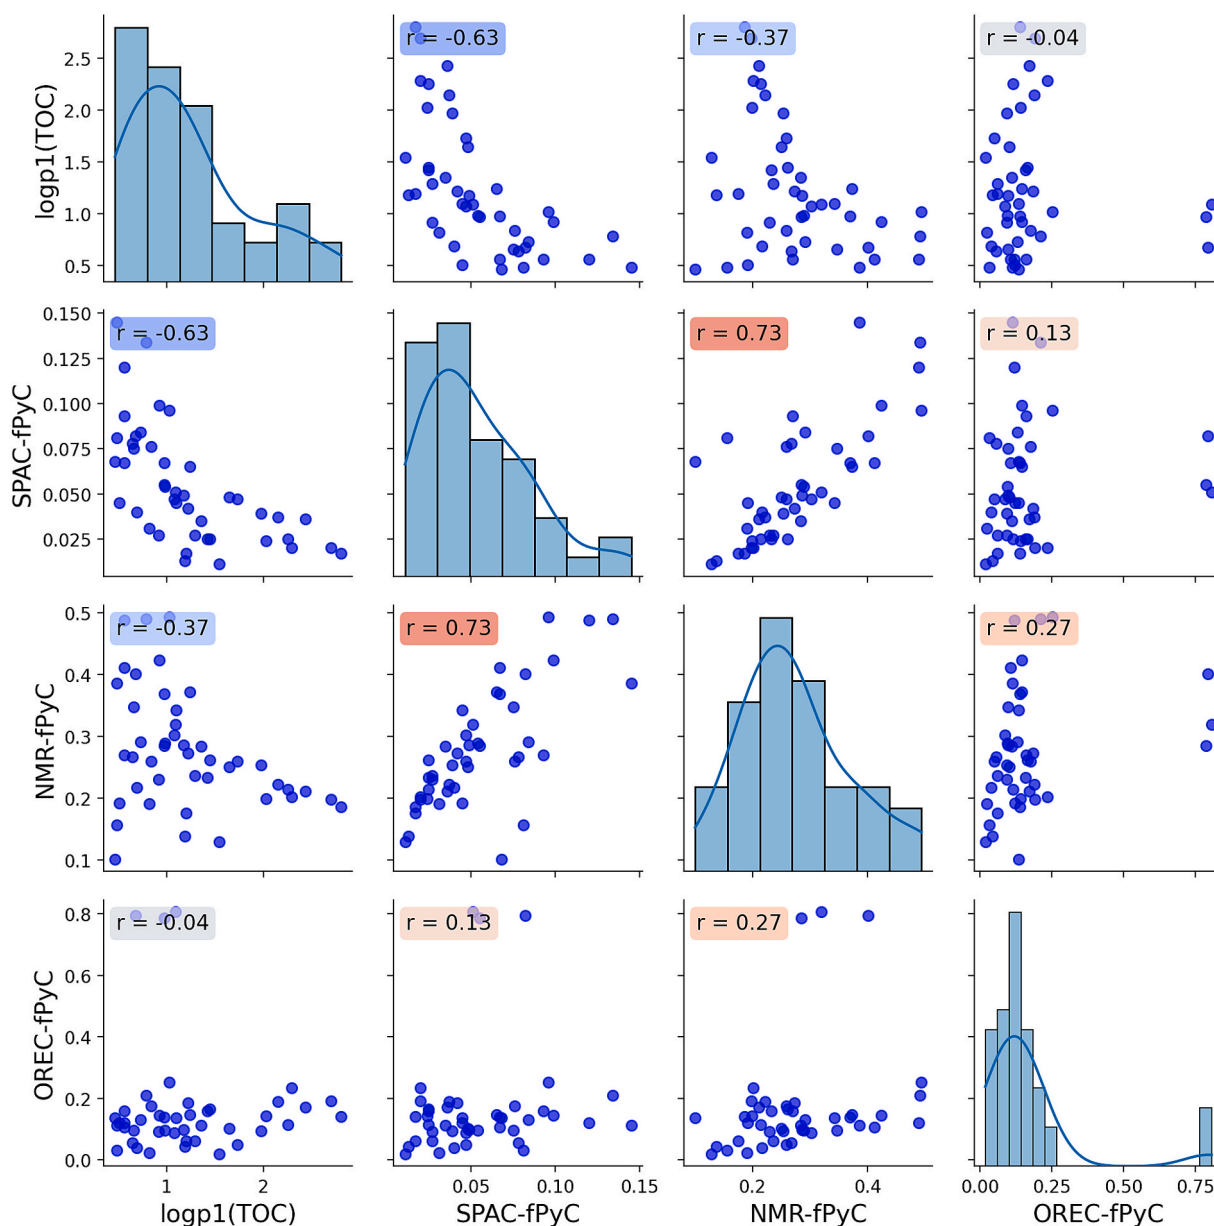 r = -0.63
r = -0.37
r = -0.04
logp1(TOC)
2.5
2.0
1.5
1.0
0.5
r = -0.63
r = 0.73
r = 0.13
SPAC-fPyC
0.150
0.125
0.100
0.075
0.050
0.025
r = -0.37
r = 0.73
r = 0.27
NMR-fPyC
0.5
0.4
0.3
0.2
0.1
r = -0.04
r = 0.13
r = 0.27
OREC-fPyC
0.8
0.6
0.4
0.2
0.0
1 2 0.05 0.10 0.15 0.2 0.4 0.00 0.25 0.50 0.75
logp1(TOC) SPAC-fPyC NMR-fPyC OREC-fPyC